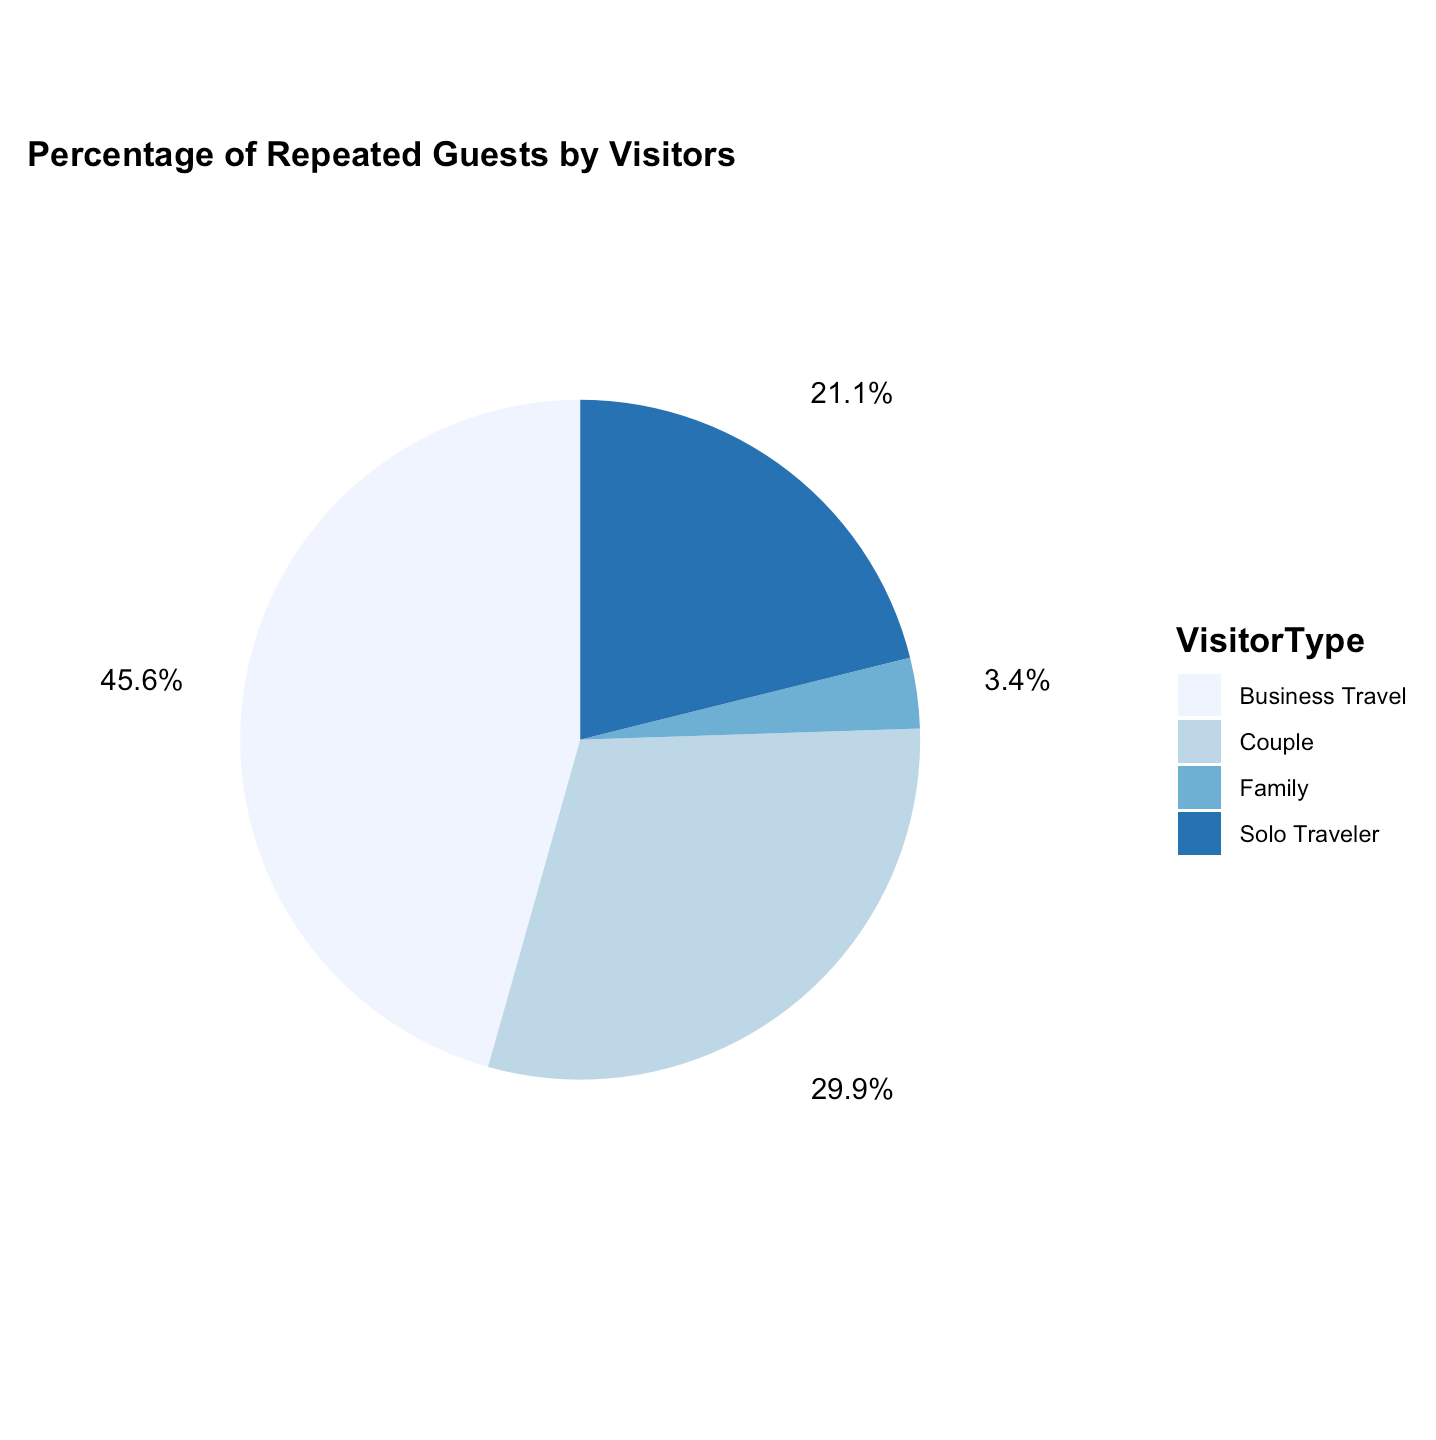 Percentage of Repeated Guests by Visitors
21.1%
45.6%
3.4%
29.9%
VisitorType
Business Travel
Couple
Family
Solo Traveler